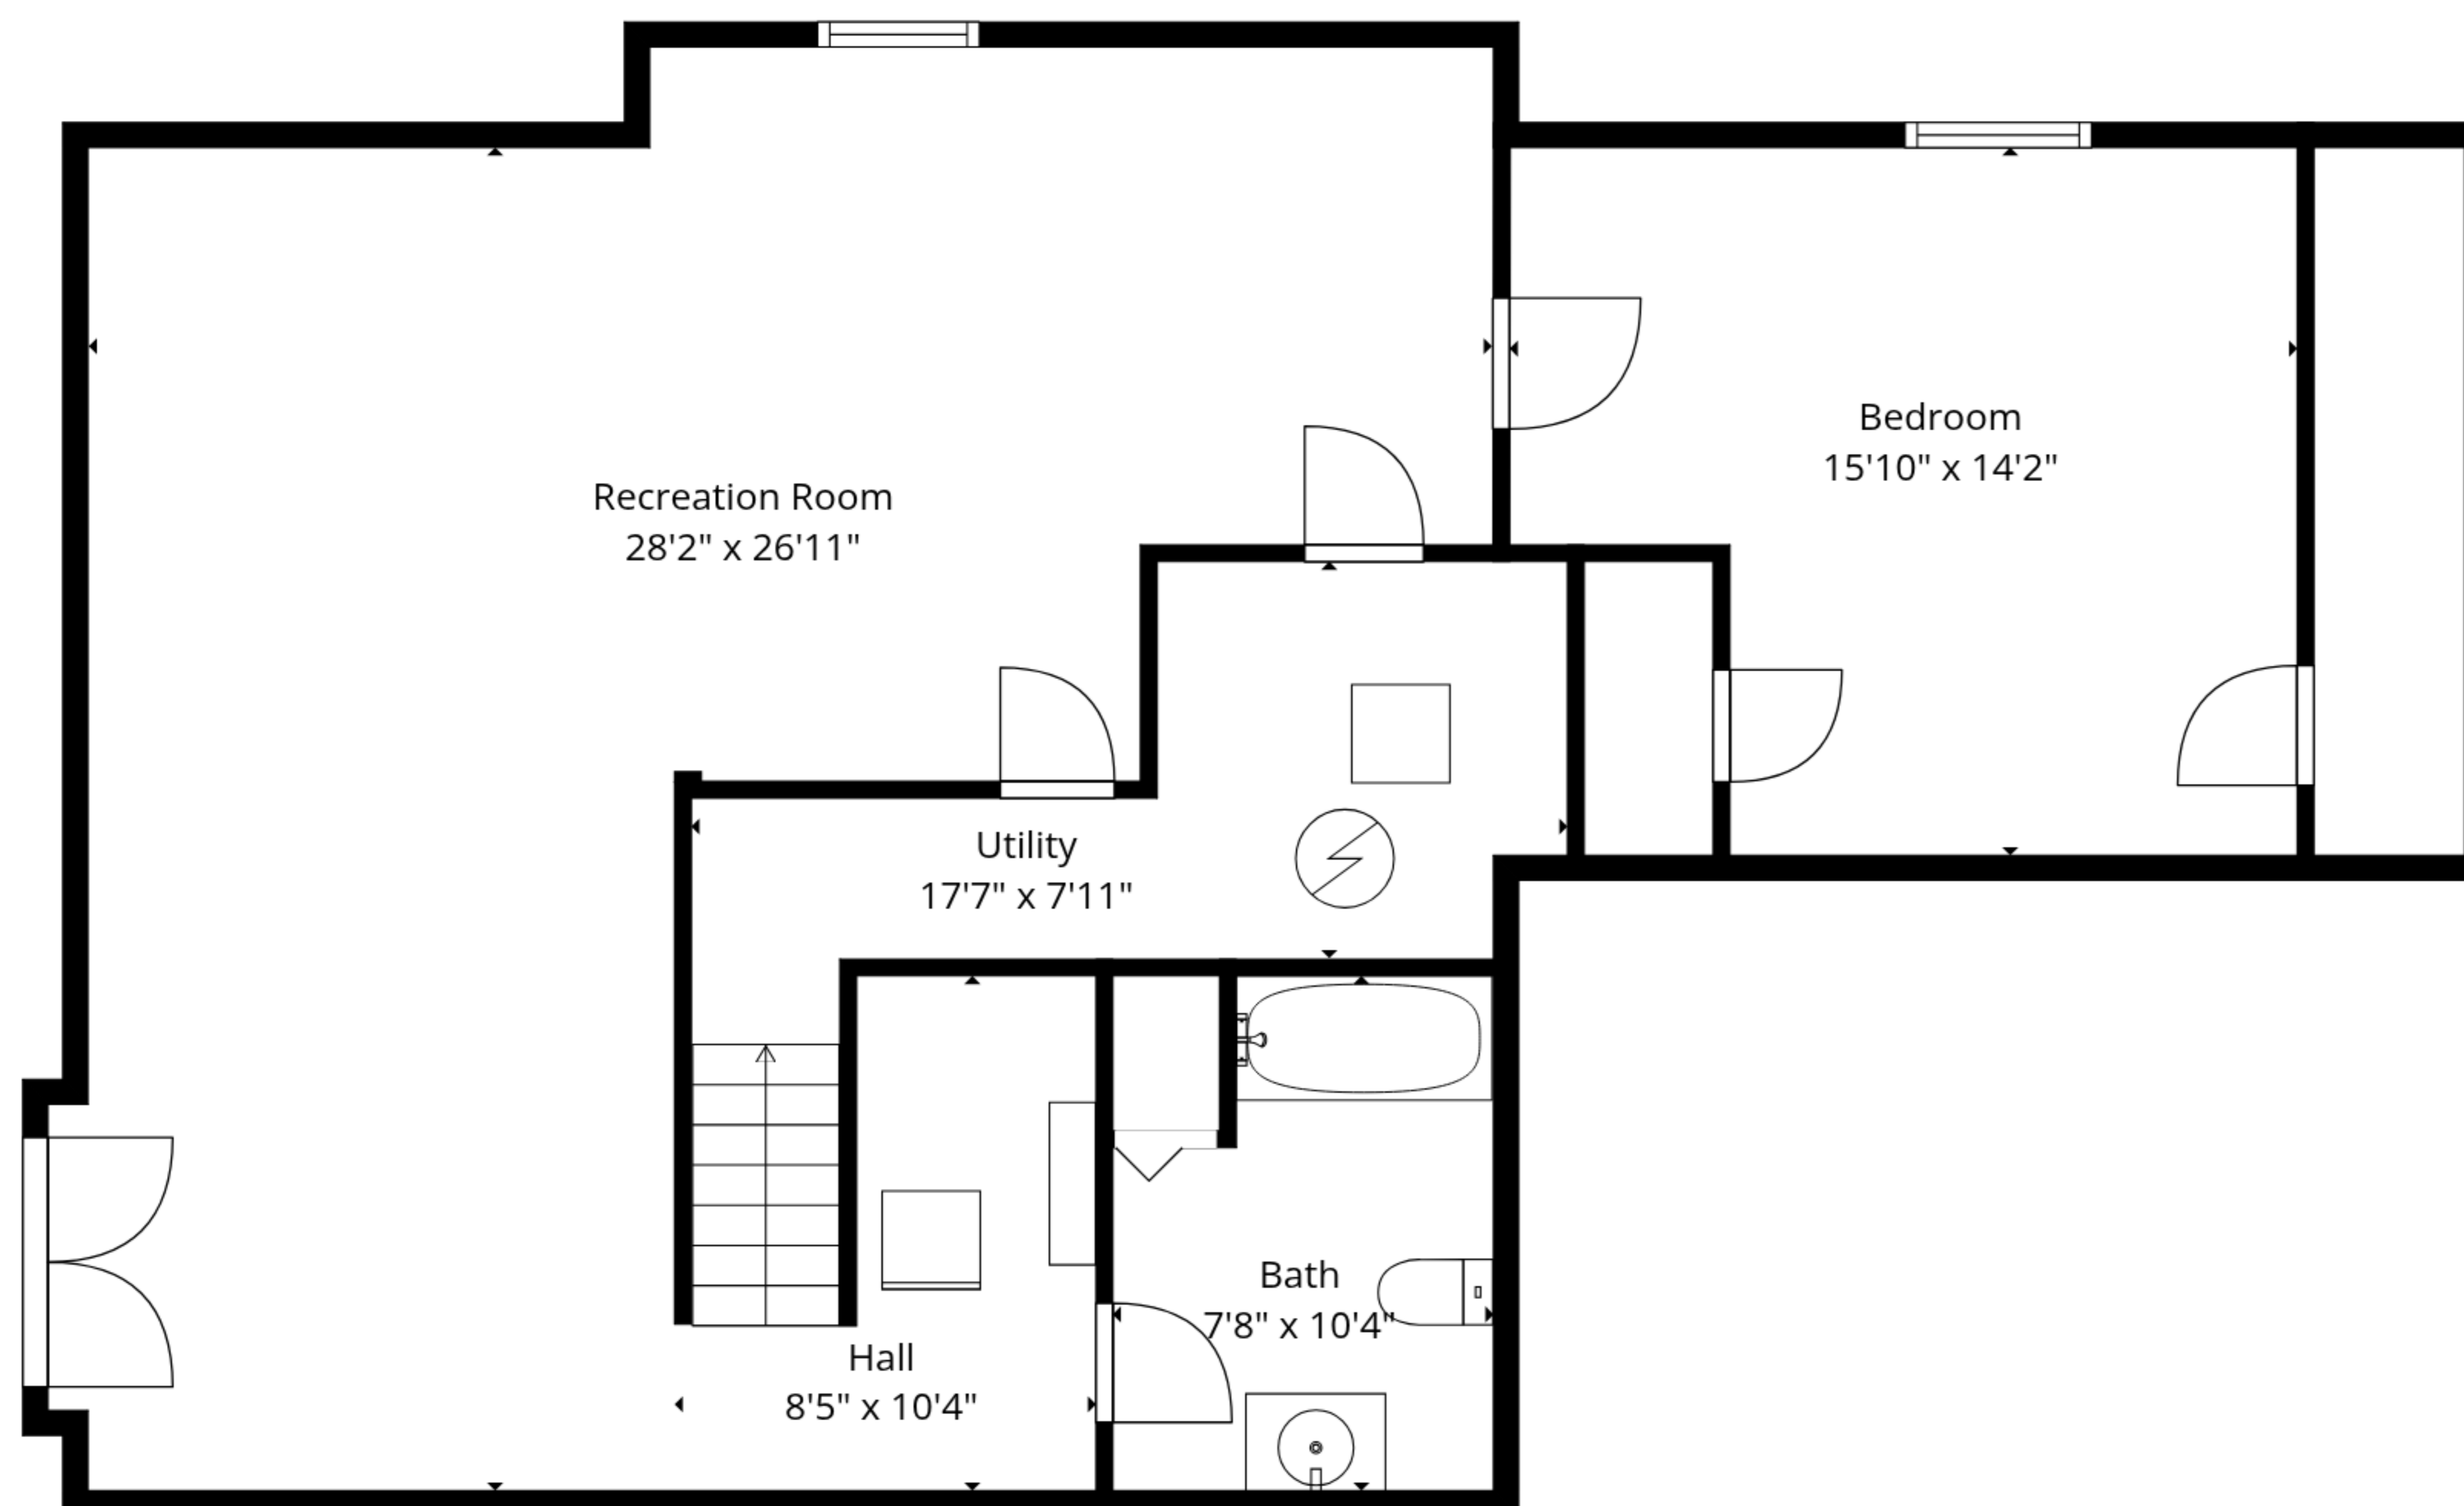 Bedroom
15'10" x 14'2"
Recreation Room
28'2" x 26'11"
Utility
17'7" x 7'11"
Bath
7'8" x 10'4"
Hall
8'5" x 10'4"